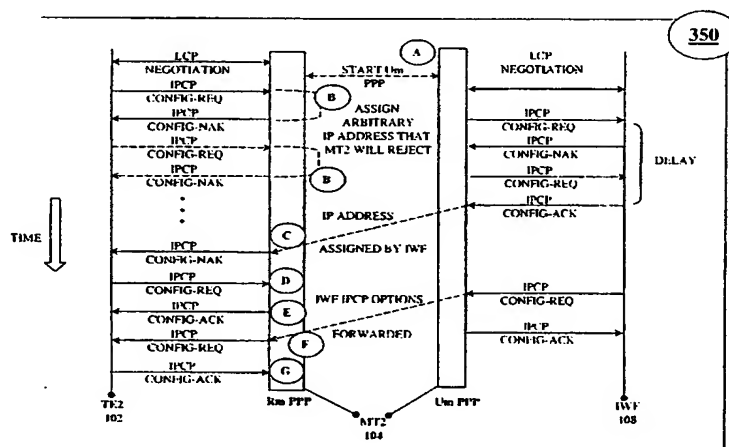 350
A
LCP
NEGOTIATION
START Um
PPP
LCP
NEGOTIATION
IPCP
CONFIG-REQ
B
IPCP
CONFIG-NAK
ASSIGN
ARBITRARY
IP ADDRESS THAT
MT2 WILL REJECT
IPCP
CONFIG-REQ
IPCP
CONFIG-REQ
IPCP
CONFIG-NAK
IPCP
CONFIG-NAK
B
IPCP
CONFIG-REQ
DELAY
IPCP
CONFIG-ACK
TIME
IP ADDRESS
ASSIGNED BY IWF
C
IPCP
CONFIG-NAK
IPCP
CONFIG-REQ
D
IWF IPCP OPTIONS
FORWARDED
IPCP
CONFIG-REQ
IPCP
CONFIG-ACK
E
IPCP
CONFIG-REQ
F
IPCP
CONFIG-ACK
IPCP
CONFIG-ACK
G
TE2
102
Rm PPP
MT2
104
Um PPP
IWF
108